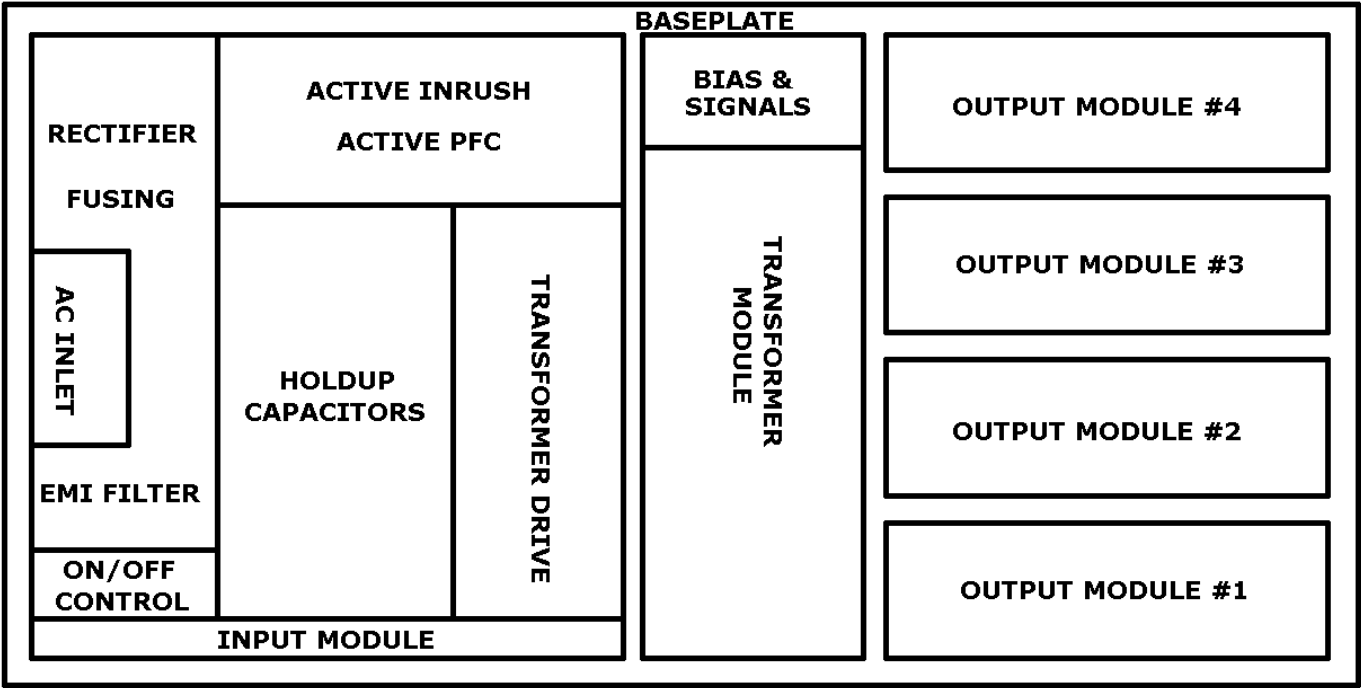 BASEPLATE
RECTIFIER
FUSING
AC INLET
EMI FILTER
ON/OFF
CONTROL
ACTIVE INRUSH
ACTIVE PFC
HOLDUP
CAPACITORS
TRANSFORMER DRIVE
INPUT MODULE
BIAS &
SIGNALS
TRANSFORMER
MODULE
OUTPUT MODULE #4
OUTPUT MODULE #3
OUTPUT MODULE #2
OUTPUT MODULE #1